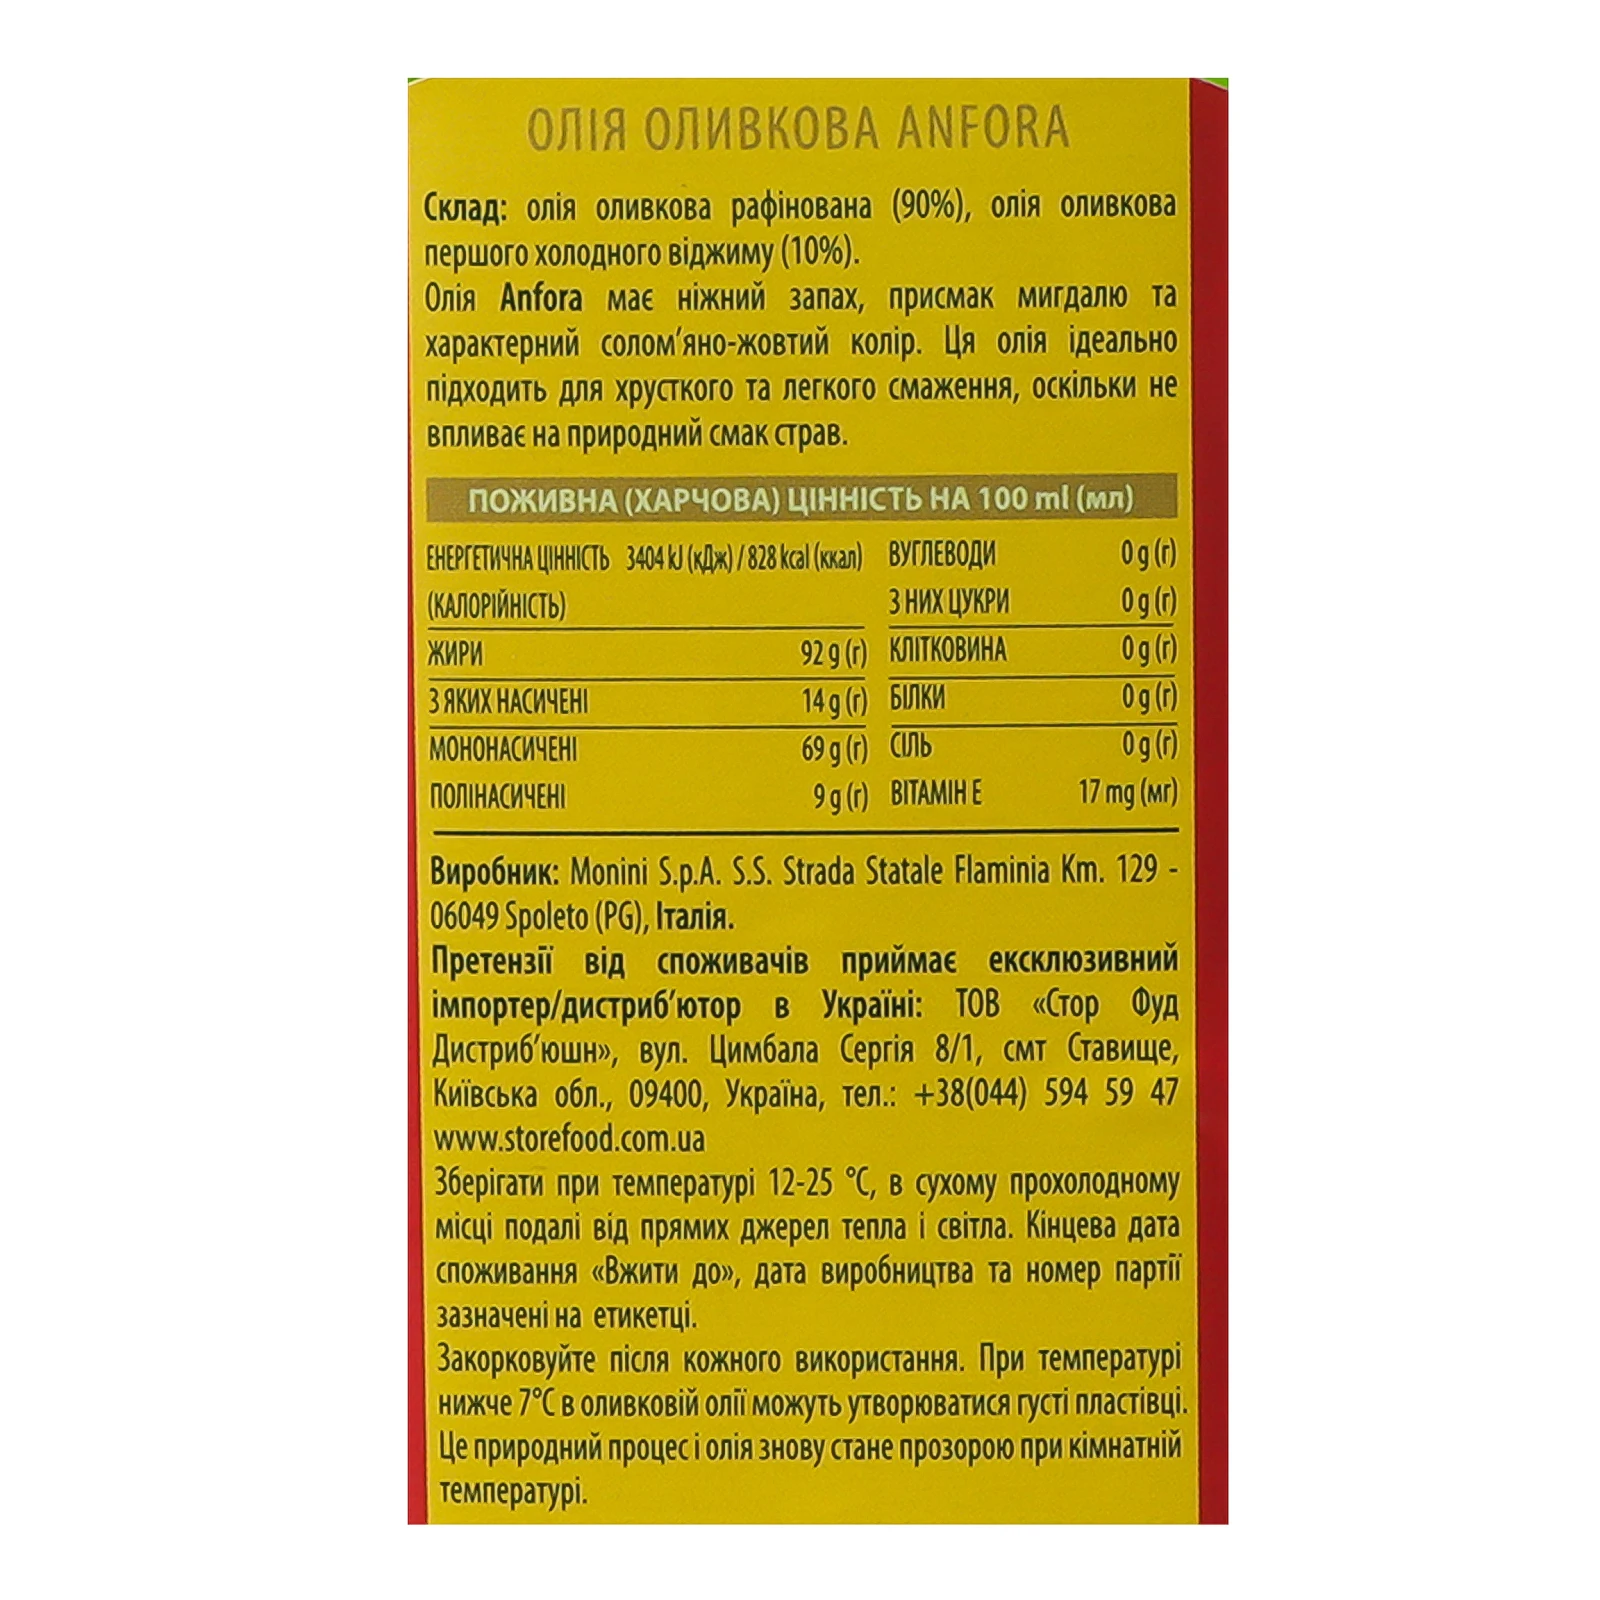 ОЛІЯ ОЛИВКОВА ANFORA
Склад: олія оливкова рафінована (90%), олія оливкова
першого холодного віджиму (10%).
Олія Anfora має ніжний запах, присмак мигдалю та
характерний солом’яно-жовтий колір. Ця олія ідеально
підходить для хрусткого та легкого смаження, оскільки не
впливає на природний смак страв.
ПОЖИВНА (ХАРЧОВА) ЦІННІСТЬ НА 100 ml (мл)
ЕНЕРГЕТИЧНА ЦІННІСТЬ 3404 kJ (кДж) / 828 kcal (ккал)
(КАЛОРІЙНІСТЬ)
ЖИРИ 92 g (г)
З ЯКИХ НАСИЧЕНІ 14 g (г)
МОНОНАСИЧЕНІ 69 g (г)
ПОЛІНАСИЧЕНІ 9 g (г)
ВУГЛЕВОДИ 0 g (г)
З НИХ ЦУКРИ 0 g (г)
КЛІТКОВИНА 0 g (г)
БІЛКИ 0 g (г)
СІЛЬ 0 g (г)
ВІТАМІН Е 17 mg (мг)
Виробник: Monini S.p.A. S.S. Strada Statale Flaminia Km. 129 -
06049 Spoleto (PG), Італія.
Претензії від споживачів приймає ексклюзивний
імпортер/дистриб’ютор в Україні: ТОВ «Стор Фуд
Дистриб’юшн», вул. Цимбала Сергія 8/1, смт Ставище,
Київська обл., 09400, Україна, тел.: +38(044) 594 59 47
www.storefood.com.ua
Зберігати при температурі 12-25 °С, в сухому прохолодному
місці подалі від прямих джерел тепла і світла. Кінцева дата
споживання «Вжити до», дата виробництва та номер партії
зазначені на етикетці.
Закорковуйте після кожного використання. При температурі
нижче 7°С в оливковій олії можуть утворюватися густі пластівці.
Це природний процес і олія знову стане прозорою при кімнатній
температурі.